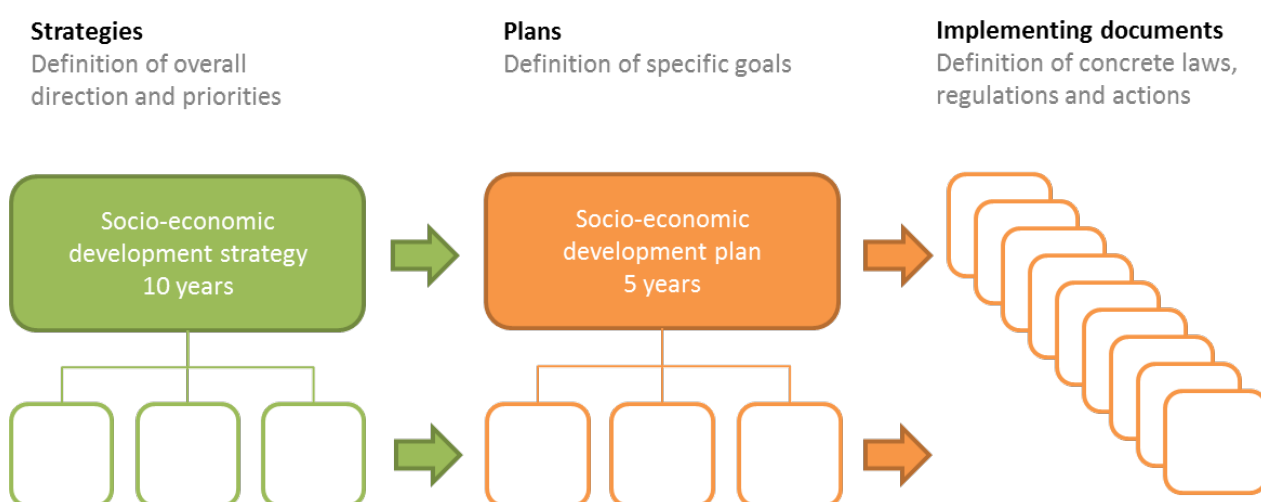 Strategies
Definition of overall
direction and priorities
Plans
Definition of specific goals
Implementing documents
Definition of concrete laws,
regulations and actions
Socio-economic
development strategy
10 years
Socio-economic
development plan
5 years